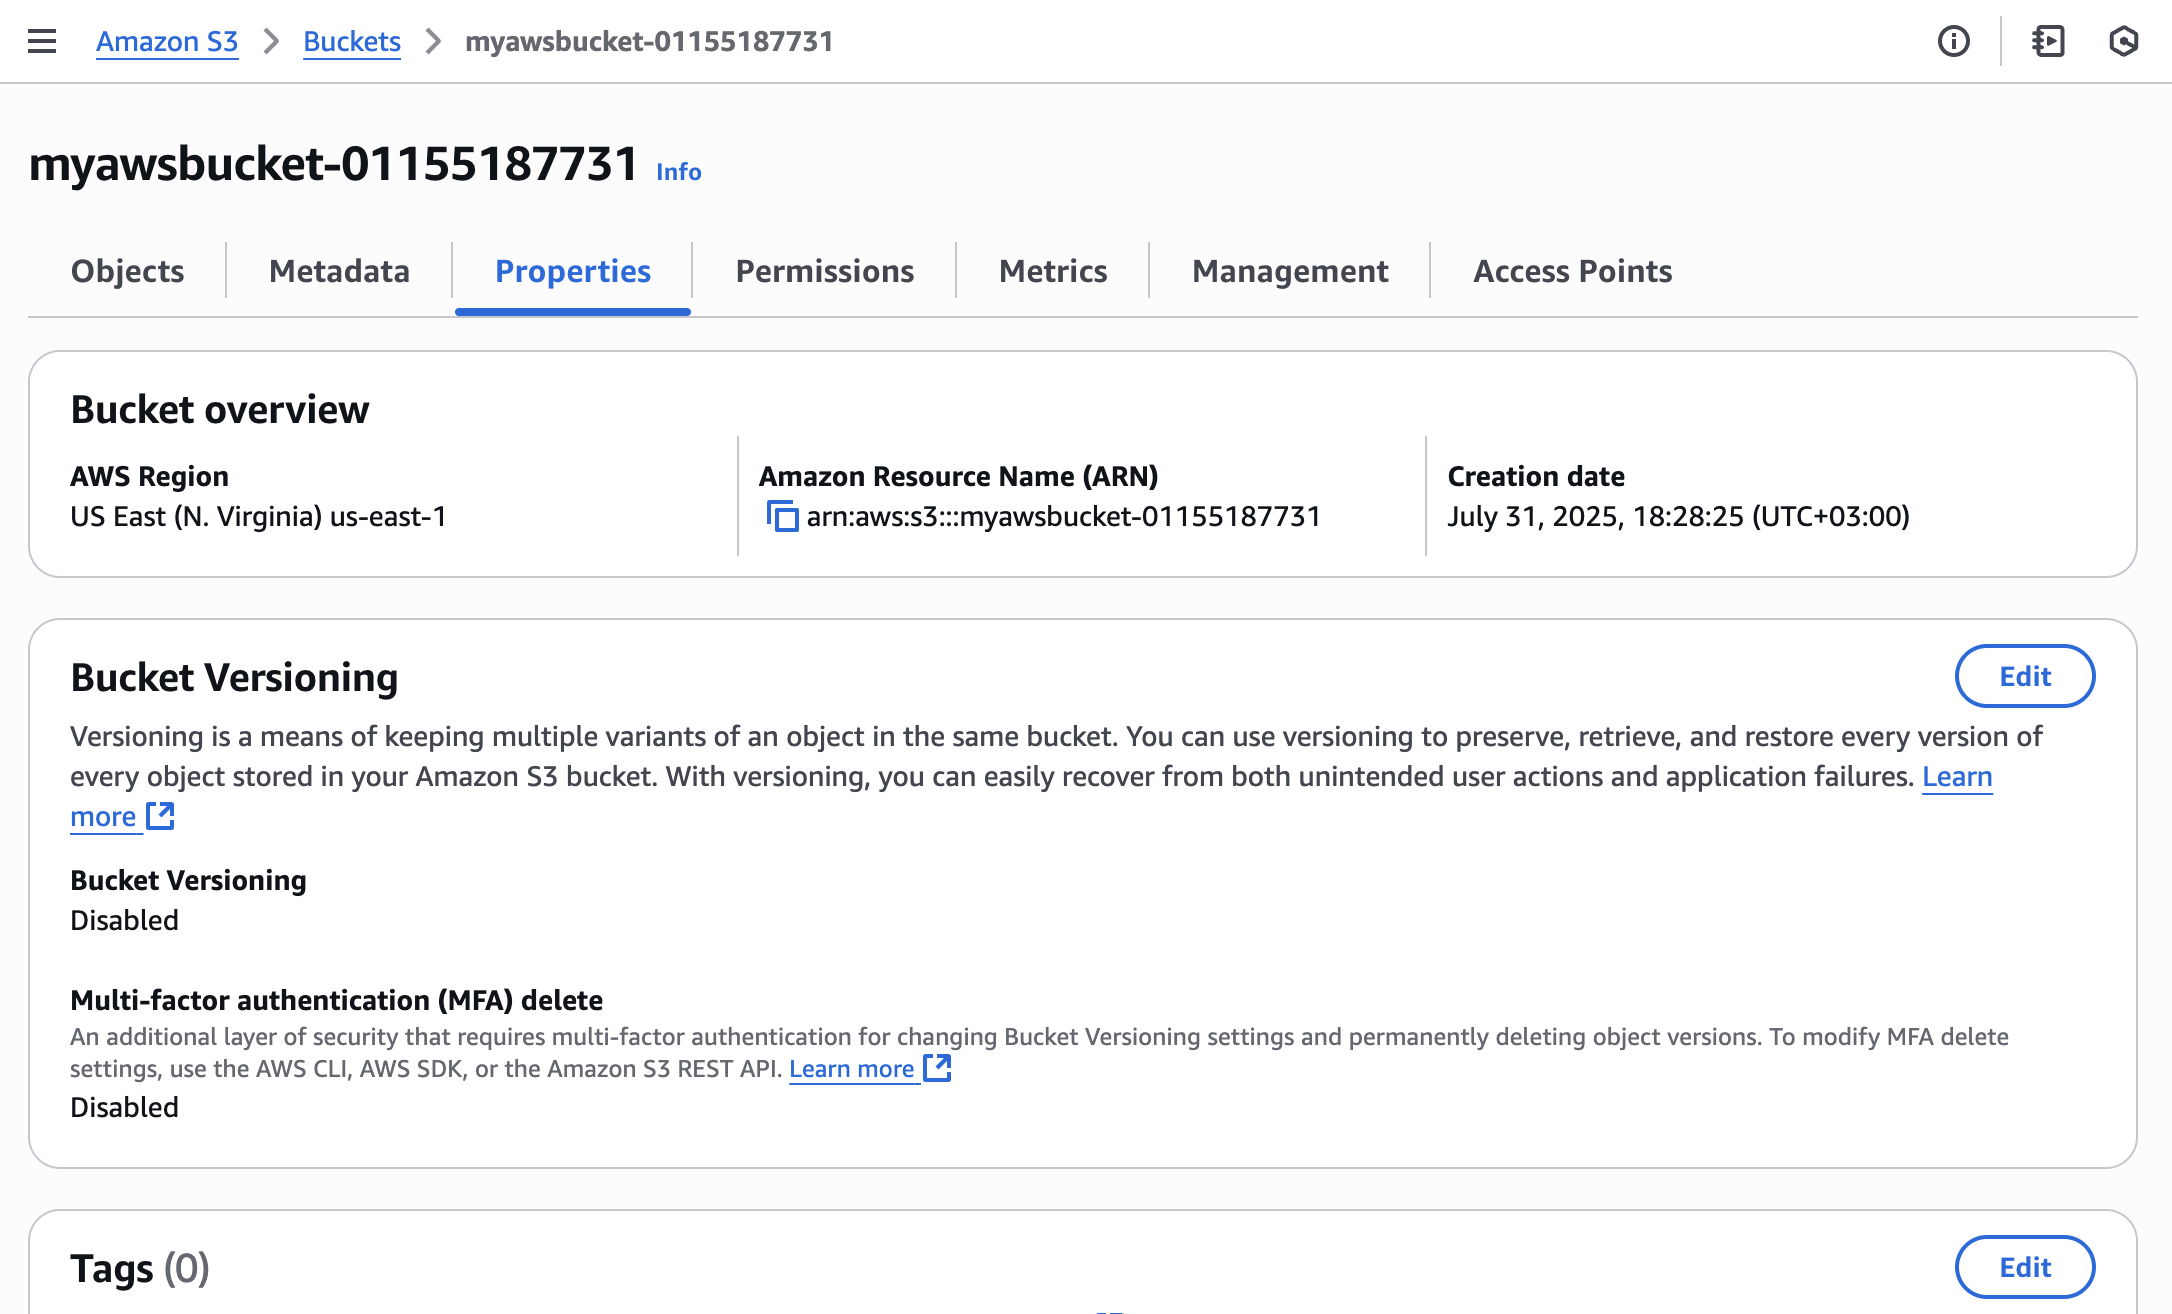 Amazon S3 > Buckets > myawsbucket-01155187731
myawsbucket-01155187731 Info
Objects Metadata Properties Permissions Metrics Management Access Points
Bucket overview
AWS Region
US East (N. Virginia) us-east-1
Amazon Resource Name (ARN)
arn:aws:s3:::myawsbucket-01155187731
Creation date
July 31, 2025, 18:28:25 (UTC+03:00)
Bucket Versioning
Edit
Versioning is a means of keeping multiple variants of an object in the same bucket. You can use versioning to preserve, retrieve, and restore every version of
every object stored in your Amazon S3 bucket. With versioning, you can easily recover from both unintended user actions and application failures. Learn
more
Bucket Versioning
Disabled
Multi-factor authentication (MFA) delete
An additional layer of security that requires multi-factor authentication for changing Bucket Versioning settings and permanently deleting object versions. To modify MFA delete
settings, use the AWS CLI, AWS SDK, or the Amazon S3 REST API. Learn more
Disabled
Tags (0)
Edit